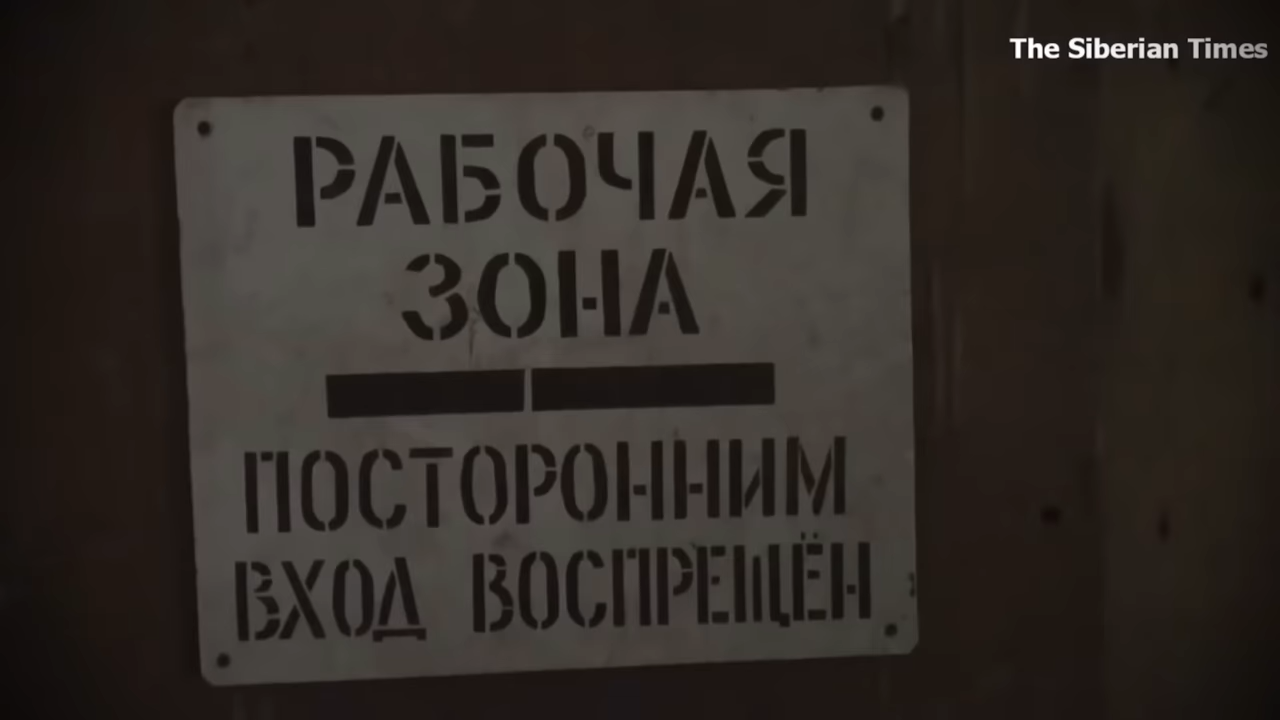 The Siberian Times
РАБОЧАЯ
ЗОНА
ПОСТОРОННИМ
ВХОД ВОСПРЕЩЁН